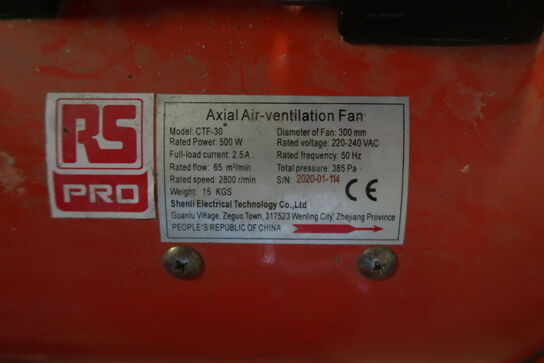 RS
PRO
Axial Air-ventilation Fan
Model: CTF-30 Diameter of Fan: 300 mm
Rated Power: 500 W Rated voltage: 220-240 VAC
Full-load current: 2.5 A Rated frequency: 50 Hz
Rated flow: 65 m³/min Total pressure: 385 Pa
Rated speed: 2800 r/min S/N: 2020-01-114
Weight: 15 KGS CE
Shenli Electrical Technology Co.,Ltd
Guanlu Village, Zeguo Town, 317523 Wenling City, Zhejiang Province
PEOPLE'S REPUBLIC OF CHINA